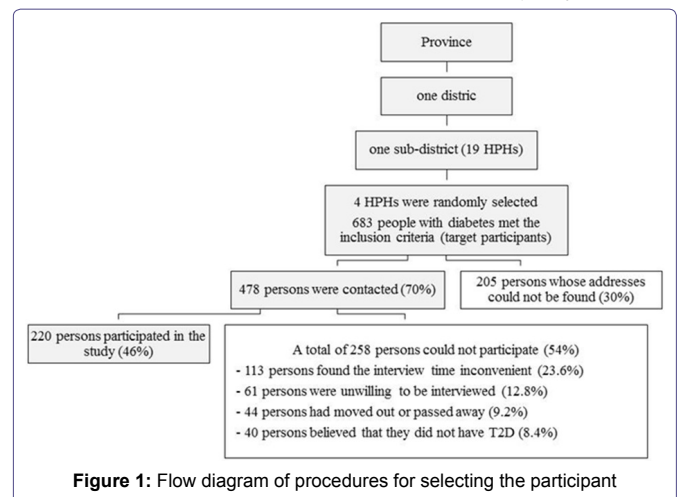 Province
one distric
one sub-district (19 HPHs)
4 HPHs were randomly selected
683 people with diabetes met the
inclusion criteria (target participants)
478 persons were contacted (70%)
205 persons whose addresses
could not be found (30%)
220 persons participated in the
study (46%)
A total of 258 persons could not participate (54%)
- 113 persons found the interview time inconvenient (23.6%)
- 61 persons were unwilling to be interviewed (12.8%)
- 44 persons had moved out or passed away (9.2%)
- 40 persons believed that they did not have T2D (8.4%)
Figure 1: Flow diagram of procedures for selecting the participant